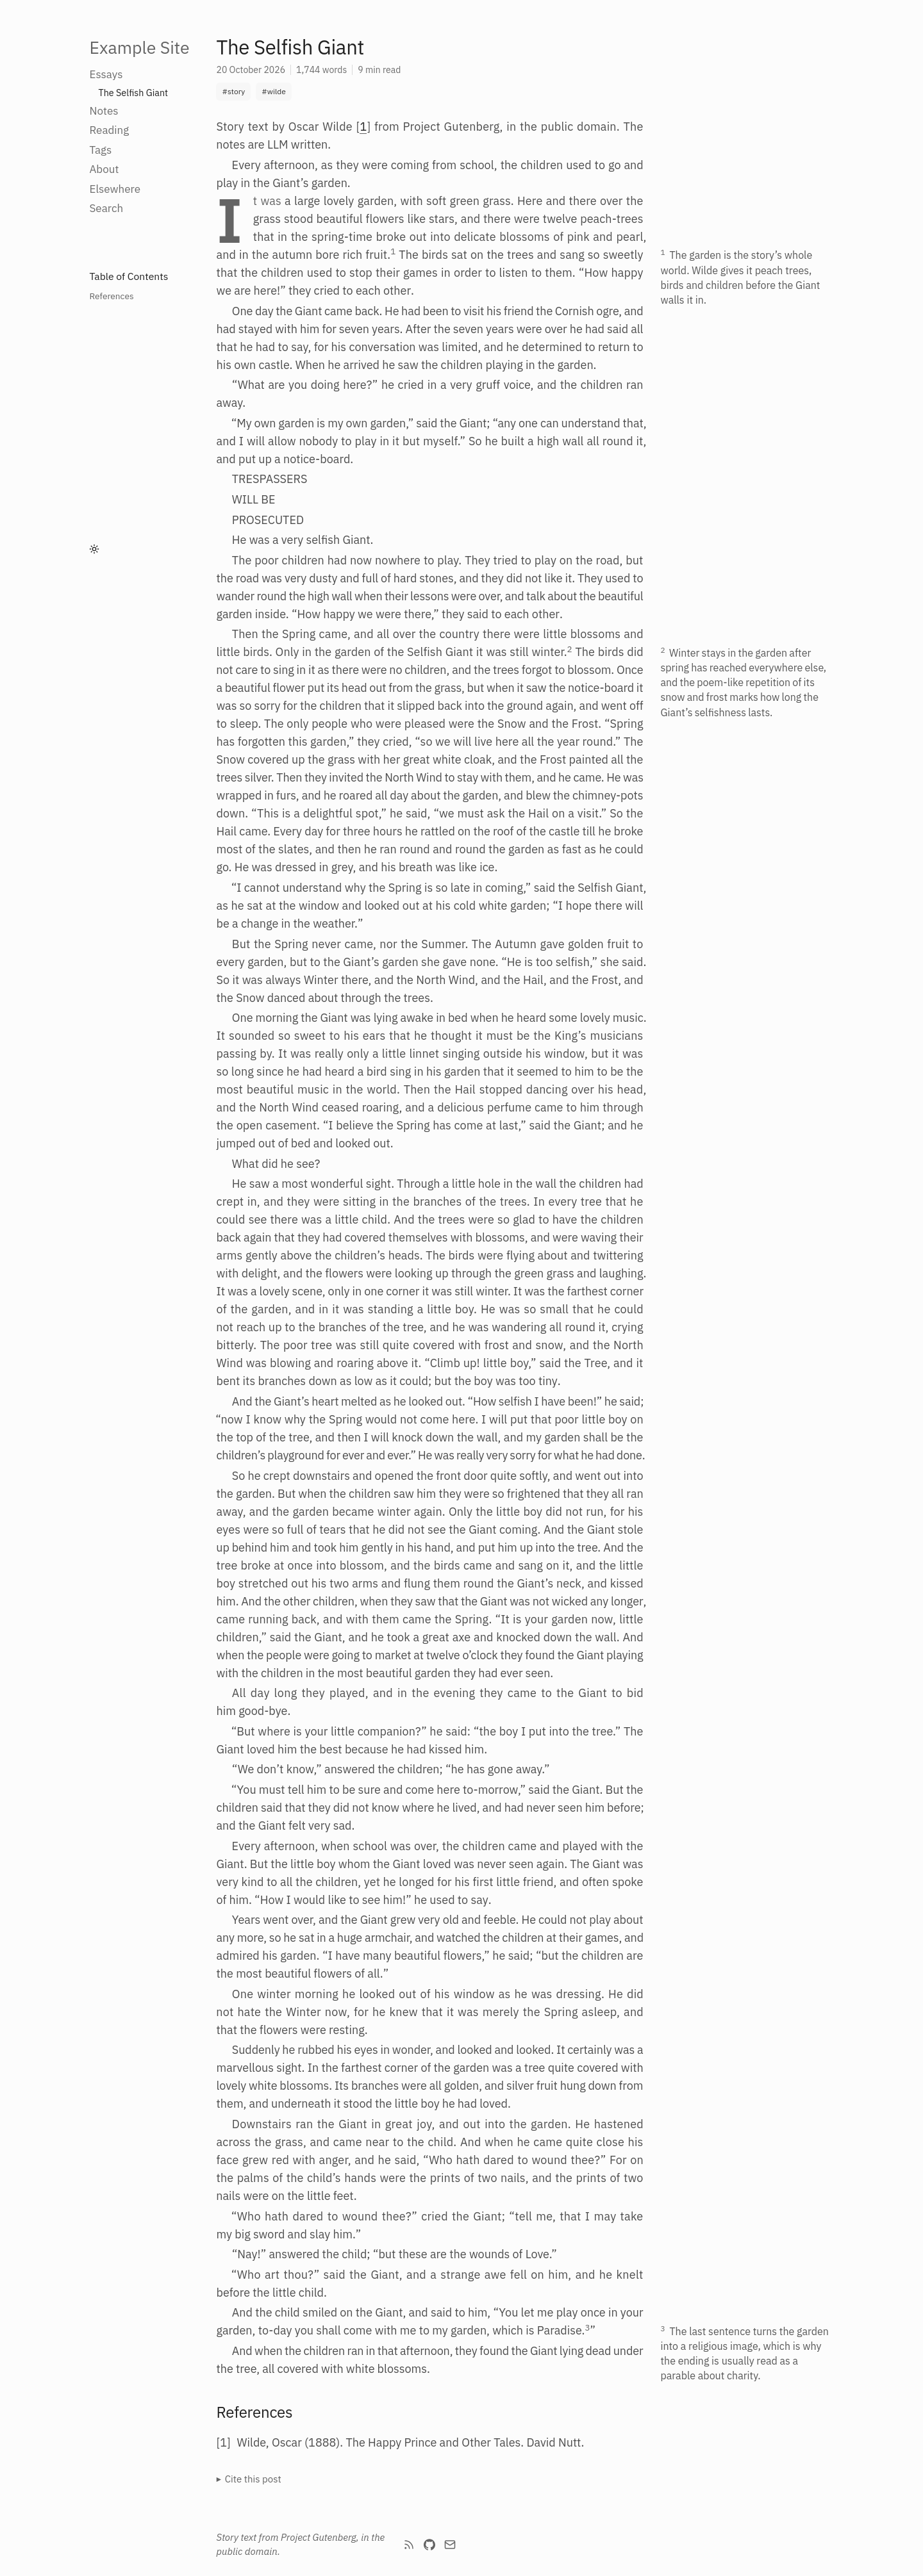 Example Site
Essays
The Selfish Giant
Notes
Reading
Tags
About
Elsewhere
Search
Table of Contents
References
The Selfish Giant
20 October 2026 | 1,744 words | 9 min read
#story #wilde
Story text by Oscar Wilde [1] from Project Gutenberg, in the public domain. The
notes are LLM written.
Every afternoon, as they were coming from school, the children used to go and
play in the Giant’s garden.
It was a large lovely garden, with soft green grass. Here and there over the
grass stood beautiful flowers like stars, and there were twelve peach-trees
that in the spring-time broke out into delicate blossoms of pink and pearl,
and in the autumn bore rich fruit.1 The birds sat on the trees and sang so sweetly
that the children used to stop their games in order to listen to them. “How happy
we are here!” they cried to each other.
1 The garden is the story’s whole
world. Wilde gives it peach trees,
birds and children before the Giant
walls it in.
One day the Giant came back. He had been to visit his friend the Cornish ogre, and
had stayed with him for seven years. After the seven years were over he had said all
that he had to say, for his conversation was limited, and he determined to return to
his own castle. When he arrived he saw the children playing in the garden.
“What are you doing here?” he cried in a very gruff voice, and the children ran
away.
“My own garden is my own garden,” said the Giant; “any one can understand that,
and I will allow nobody to play in it but myself.” So he built a high wall all round it,
and put up a notice-board.
TRESPASSERS
WILL BE
PROSECUTED
He was a very selfish Giant.
The poor children had now nowhere to play. They tried to play on the road, but
the road was very dusty and full of hard stones, and they did not like it. They used to
wander round the high wall when their lessons were over, and talk about the beautiful
garden inside. “How happy we were there,” they said to each other.
Then the Spring came, and all over the country there were little blossoms and
little birds. Only in the garden of the Selfish Giant it was still winter.2 The birds did
not care to sing in it as there were no children, and the trees forgot to blossom. Once
a beautiful flower put its head out from the grass, but when it saw the notice-board it
was so sorry for the children that it slipped back into the ground again, and went off
to sleep. The only people who were pleased were the Snow and the Frost. “Spring
has forgotten this garden,” they cried, “so we will live here all the year round.” The
Snow covered up the grass with her great white cloak, and the Frost painted all the
trees silver. Then they invited the North Wind to stay with them, and he came. He was
wrapped in furs, and he roared all day about the garden, and blew the chimney-pots
down. “This is a delightful spot,” he said, “we must ask the Hail on a visit.” So the
Hail came. Every day for three hours he rattled on the roof of the castle till he broke
most of the slates, and then he ran round and round the garden as fast as he could
go. He was dressed in grey, and his breath was like ice.
2 Winter stays in the garden after
spring has reached everywhere else,
and the poem-like repetition of its
snow and frost marks how long the
Giant’s selfishness lasts.
“I cannot understand why the Spring is so late in coming,” said the Selfish Giant,
as he sat at the window and looked out at his cold white garden; “I hope there will
be a change in the weather.”
But the Spring never came, nor the Summer. The Autumn gave golden fruit to
every garden, but to the Giant’s garden she gave none. “He is too selfish,” she said.
So it was always Winter there, and the North Wind, and the Hail, and the Frost, and
the Snow danced about through the trees.
One morning the Giant was lying awake in bed when he heard some lovely music.
It sounded so sweet to his ears that he thought it must be the King’s musicians
passing by. It was really only a little linnet singing outside his window, but it was
so long since he had heard a bird sing in his garden that it seemed to him to be the
most beautiful music in the world. Then the Hail stopped dancing over his head,
and the North Wind ceased roaring, and a delicious perfume came to him through
the open casement. “I believe the Spring has come at last,” said the Giant; and he
jumped out of bed and looked out.
What did he see?
He saw a most wonderful sight. Through a little hole in the wall the children had
crept in, and they were sitting in the branches of the trees. In every tree that he
could see there was a little child. And the trees were so glad to have the children
back again that they had covered themselves with blossoms, and were waving their
arms gently above the children’s heads. The birds were flying about and twittering
with delight, and the flowers were looking up through the green grass and laughing.
It was a lovely scene, only in one corner it was still winter. It was the farthest corner
of the garden, and in it was standing a little boy. He was so small that he could
not reach up to the branches of the tree, and he was wandering all round it, crying
bitterly. The poor tree was still quite covered with frost and snow, and the North
Wind was blowing and roaring above it. “Climb up! little boy,” said the Tree, and it
bent its branches down as low as it could; but the boy was too tiny.
And the Giant’s heart melted as he looked out. “How selfish I have been!” he said;
“now I know why the Spring would not come here. I will put that poor little boy on
the top of the tree, and then I will knock down the wall, and my garden shall be the
children’s playground for ever and ever.” He was really very sorry for what he had done.
So he crept downstairs and opened the front door quite softly, and went out into
the garden. But when the children saw him they were so frightened that they all ran
away, and the garden became winter again. Only the little boy did not run, for his
eyes were so full of tears that he did not see the Giant coming. And the Giant stole
up behind him and took him gently in his hand, and put him up into the tree. And the
tree broke at once into blossom, and the birds came and sang on it, and the little
boy stretched out his two arms and flung them round the Giant’s neck, and kissed
him. And the other children, when they saw that the Giant was not wicked any longer,
came running back, and with them came the Spring. “It is your garden now, little
children,” said the Giant, and he took a great axe and knocked down the wall. And
when the people were going to market at twelve o’clock they found the Giant playing
with the children in the most beautiful garden they had ever seen.
All day long they played, and in the evening they came to the Giant to bid
him good-bye.
“But where is your little companion?” he said: “the boy I put into the tree.” The
Giant loved him the best because he had kissed him.
“We don’t know,” answered the children; “he has gone away.”
“You must tell him to be sure and come here to-morrow,” said the Giant. But the
children said that they did not know where he lived, and had never seen him before;
and the Giant felt very sad.
Every afternoon, when school was over, the children came and played with the
Giant. But the little boy whom the Giant loved was never seen again. The Giant was
very kind to all the children, yet he longed for his first little friend, and often spoke
of him. “How I would like to see him!” he used to say.
Years went over, and the Giant grew very old and feeble. He could not play about
any more, so he sat in a huge armchair, and watched the children at their games, and
admired his garden. “I have many beautiful flowers,” he said; “but the children are
the most beautiful flowers of all.”
One winter morning he looked out of his window as he was dressing. He did
not hate the Winter now, for he knew that it was merely the Spring asleep, and
that the flowers were resting.
Suddenly he rubbed his eyes in wonder, and looked and looked. It certainly was a
marvellous sight. In the farthest corner of the garden was a tree quite covered with
lovely white blossoms. Its branches were all golden, and silver fruit hung down from
them, and underneath it stood the little boy he had loved.
Downstairs ran the Giant in great joy, and out into the garden. He hastened
across the grass, and came near to the child. And when he came quite close his
face grew red with anger, and he said, “Who hath dared to wound thee?” For on
the palms of the child’s hands were the prints of two nails, and the prints of two
nails were on the little feet.
“Who hath dared to wound thee?” cried the Giant; “tell me, that I may take
my big sword and slay him.”
“Nay!” answered the child; “but these are the wounds of Love.”
“Who art thou?” said the Giant, and a strange awe fell on him, and he knelt
before the little child.
And the child smiled on the Giant, and said to him, “You let me play once in your
garden, to-day you shall come with me to my garden, which is Paradise.3”
3 The last sentence turns the garden
into a religious image, which is why
the ending is usually read as a
parable about charity.
And when the children ran in that afternoon, they found the Giant lying dead under
the tree, all covered with white blossoms.
References
[1] Wilde, Oscar (1888). The Happy Prince and Other Tales. David Nutt.
▸ Cite this post
Story text from Project Gutenberg, in the
public domain.